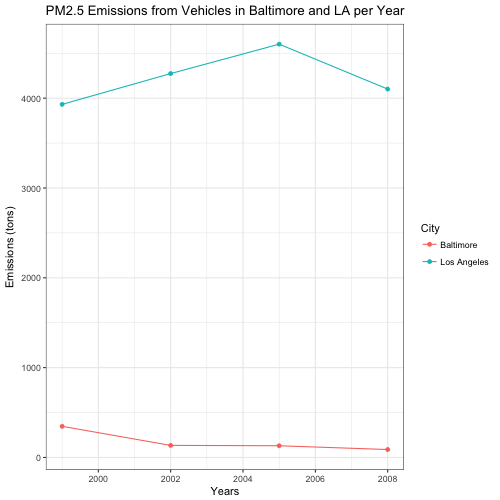 PM2.5 Emissions from Vehicles in Baltimore and LA per Year
4000
3000
2000
1000
0
Emissions (tons)
2000 2002 2004 2006 2008
Years
City
Baltimore
Los Angeles